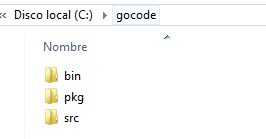 « Disco local (C:) ▸ gocode
Nombre
bin
pkg
src